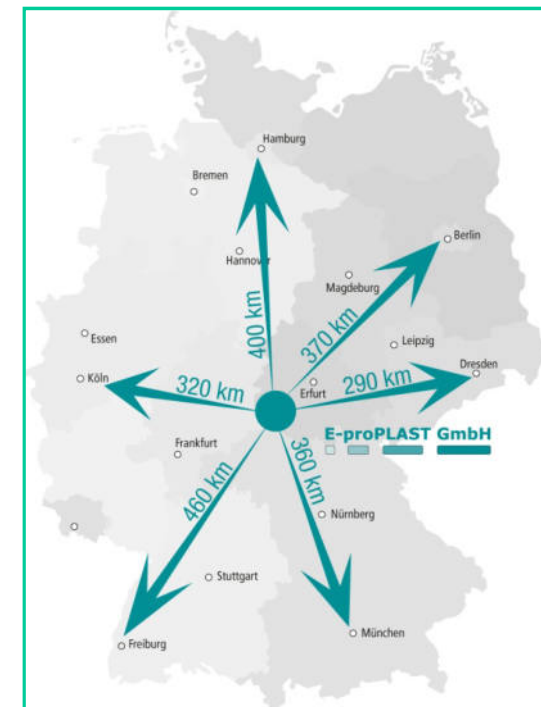 Hamburg
Bremen
Berlin
Hannover
Magdeburg
400 km
370 km
Essen
Leipzig
Dresden
Köln
320 km
Erfurt
290 km
E-proPLAST GmbH
Frankfurt
460 km
360 km
Nürnberg
Stuttgart
München
Freiburg